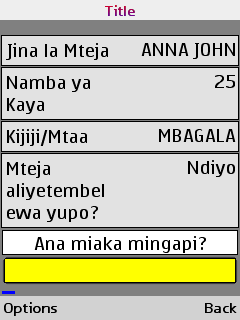 Title
Jina la Mteja ANNA JOHN
Namba ya 25
Kaya
Kijiji/Mtaa MBAGALA
Mteja Ndiyo
aliyetembel
ewa yupo?
Ana miaka mingapi?
Options Back